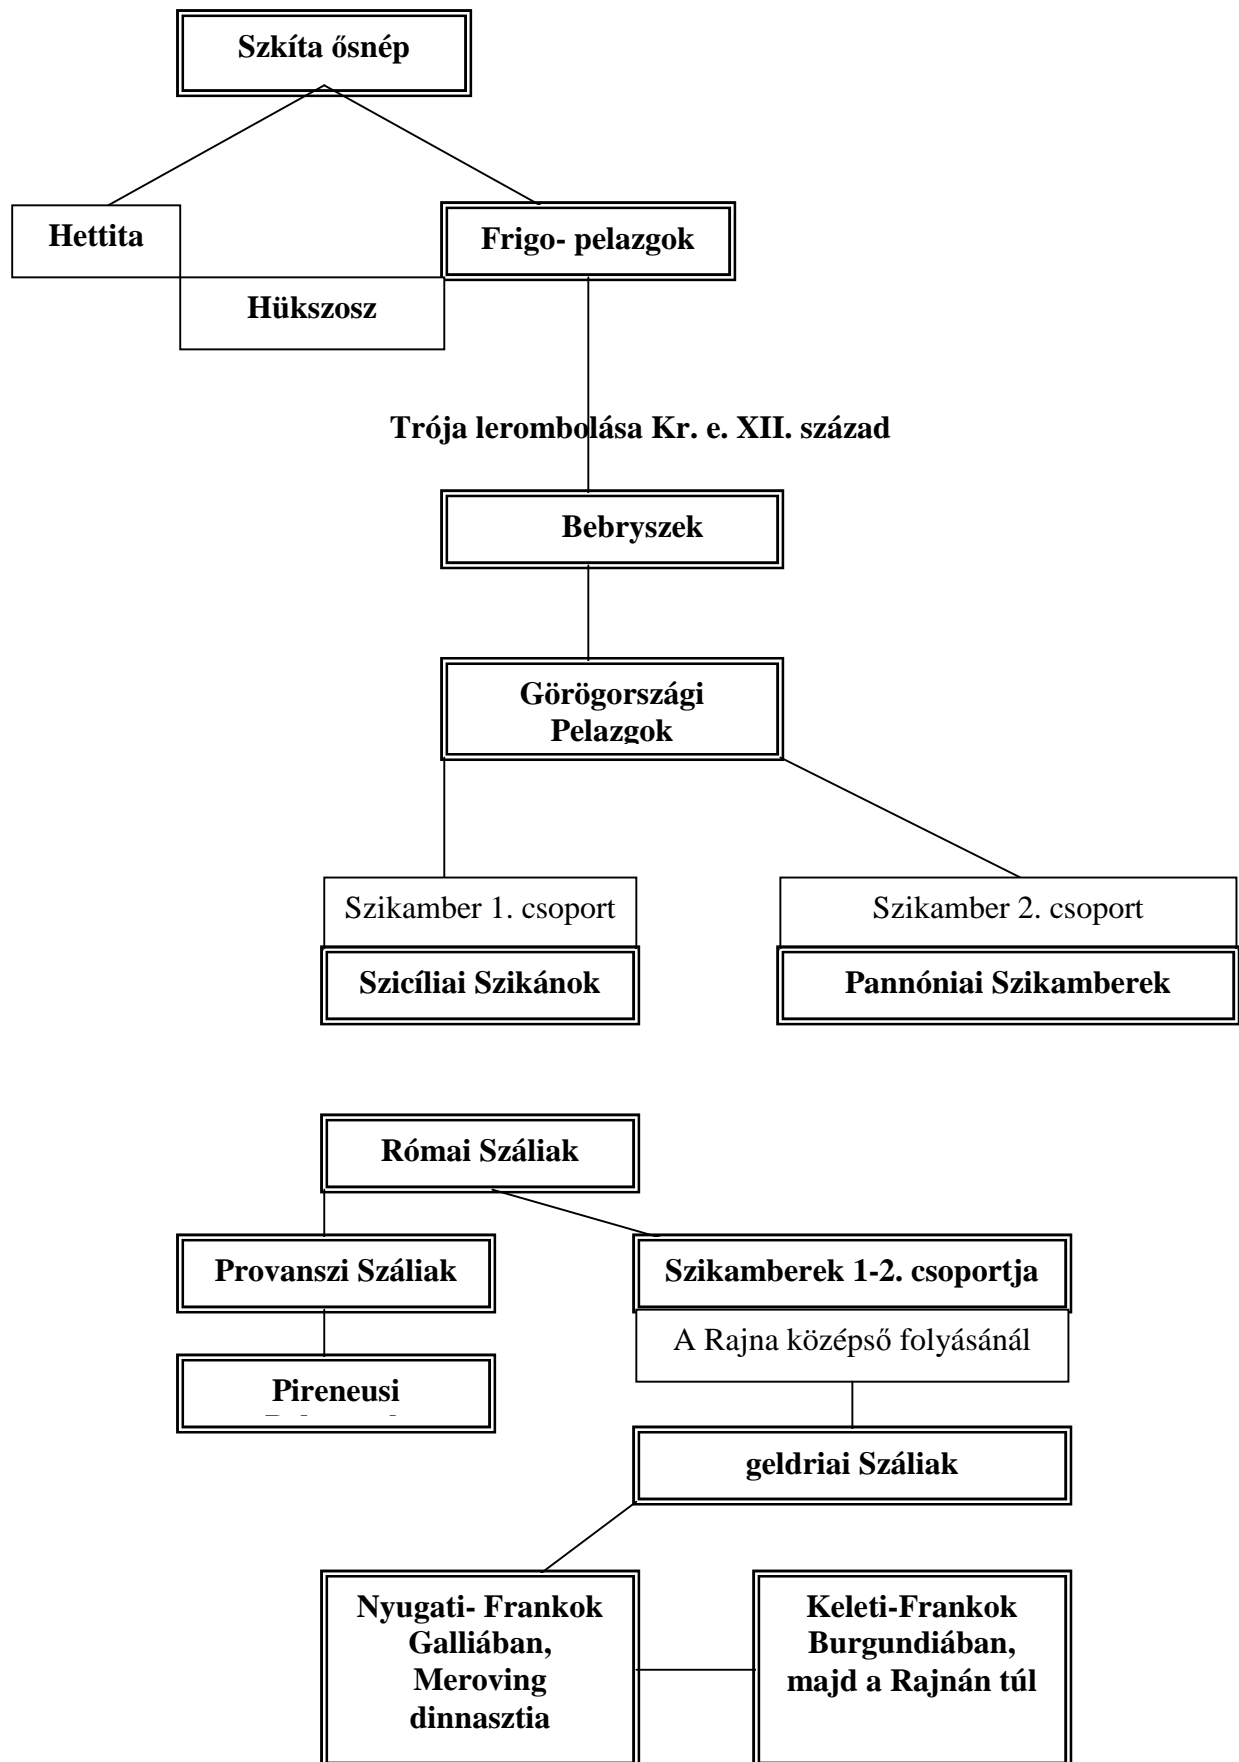 Szkíta ősnép
Hettita
Frigo- pelazgok
Hükszosz
Trója lerombolása Kr. e. XII. század
Bebryszek
Görögországi
Pelazgok
Szikamber 1. csoport
Szikamber 2. csoport
Szicíliai Szikánok
Pannóniai Szikamberek
Római Száliak
Provanszi Száliak
Szikamberek 1-2. csoportja
A Rajna középső folyásánál
Pireneusi
geldriai Száliak
Nyugati- Frankok
Galliában,
Meroving
dinnasztia
Keleti-Frankok
Burgundiában,
majd a Rajnán túl